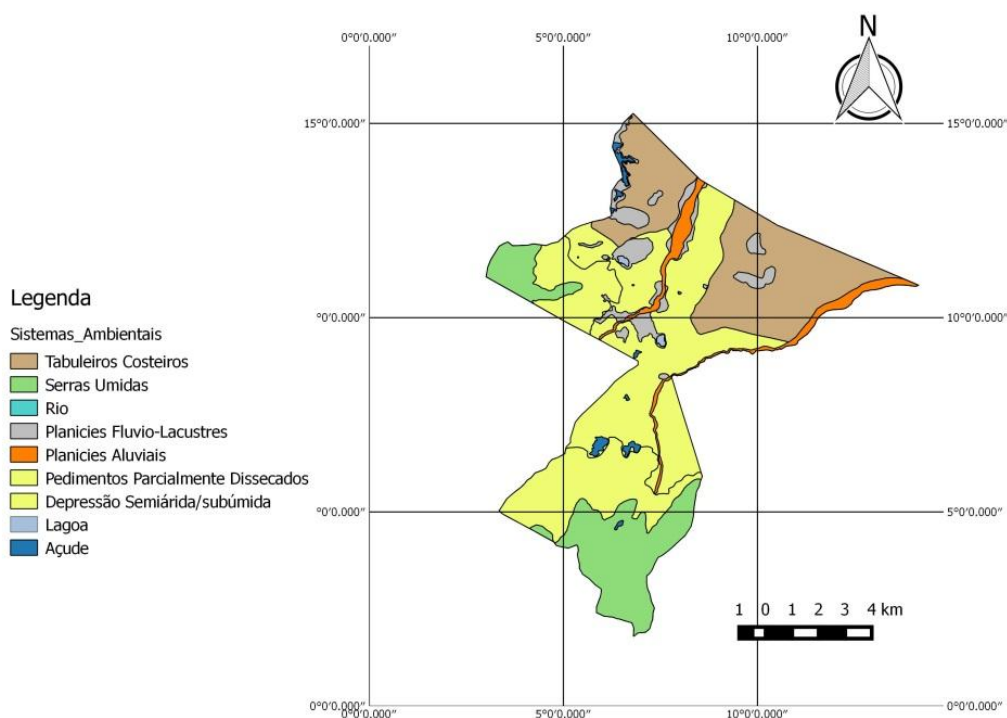 0°0'0.000" 5°0'0.000" 10°0'0.000"
N
15°0'0.000" 15°0'0.000"
Legenda
Sistemas_Ambientais
Tabuleiros Costeiros
Serras Umidas
Rio
Planicies Fluvio-Lacustres
Planicies Aluviais
Pedimentos Parcialmente Dissecados
Depressão Semiárida/subúmida
Lagoa
Açude
°0'0.000" 10°0'0.000"
°0'0.000" 5°0'0.000"
1 0 1 2 3 4 km
0°0'0.000" 0°0'0.000"
0°0'0.000" 5°0'0.000" 10°0'0.000"